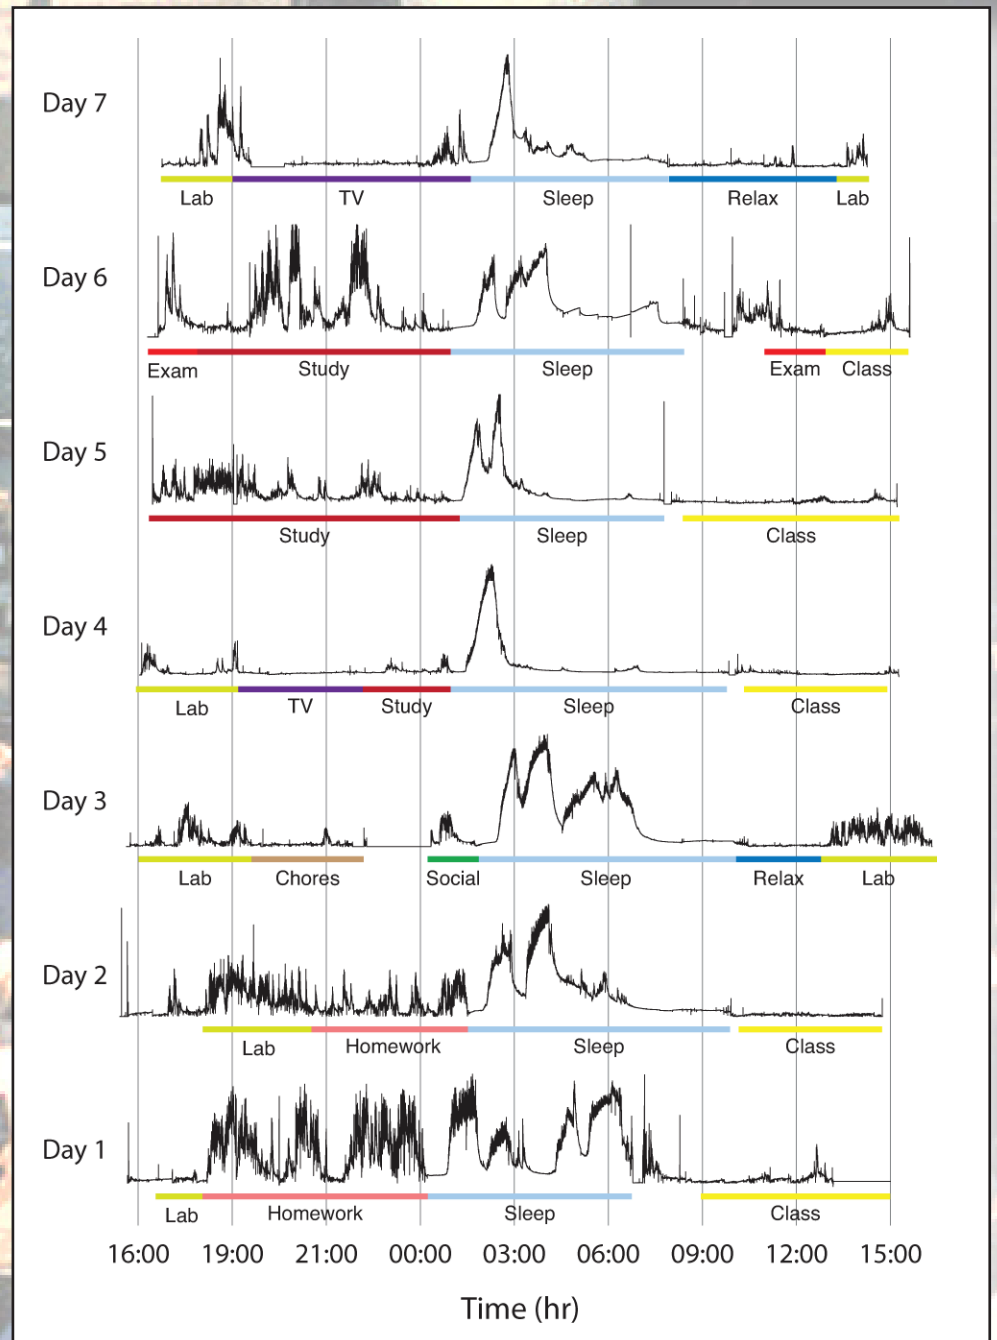 Day 7
Lab TV Sleep Relax Lab
Day 6
Exam Study Sleep Exam Class
Day 5
Study Sleep Class
Day 4
Lab TV Study Sleep Class
Day 3
Lab Chores Social Sleep Relax Lab
Day 2
Lab Homework Sleep Class
Day 1
Lab Homework Sleep Class
16:00 19:00 21:00 00:00 03:00 06:00 09:00 12:00 15:00
Time (hr)